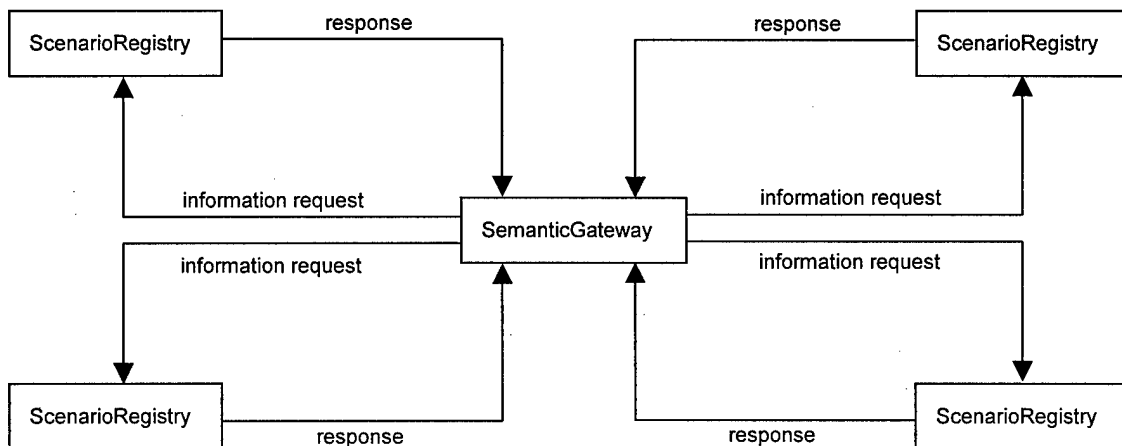 response
response
ScenarioRegistry
ScenarioRegistry
information request
information request
SemanticGateway
information request
information request
ScenarioRegistry
ScenarioRegistry
response
response